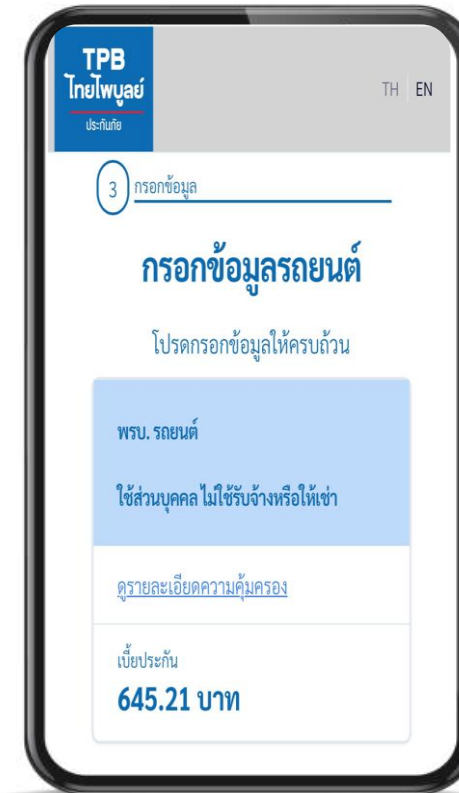 TPB
ไทยไพบูลย์
ประกันภัย
TH EN
3 กรอกข้อมูล
กรอกข้อมูลรถยนต์
โปรดกรอกข้อมูลให้ครบถ้วน
พรบ. รถยนต์
ใช้ส่วนบุคคล ไม่ใช้รับจ้างหรือให้เช่า
ดูรายละเอียดความคุ้มครอง
เบี้ยประกัน
645.21 บาท